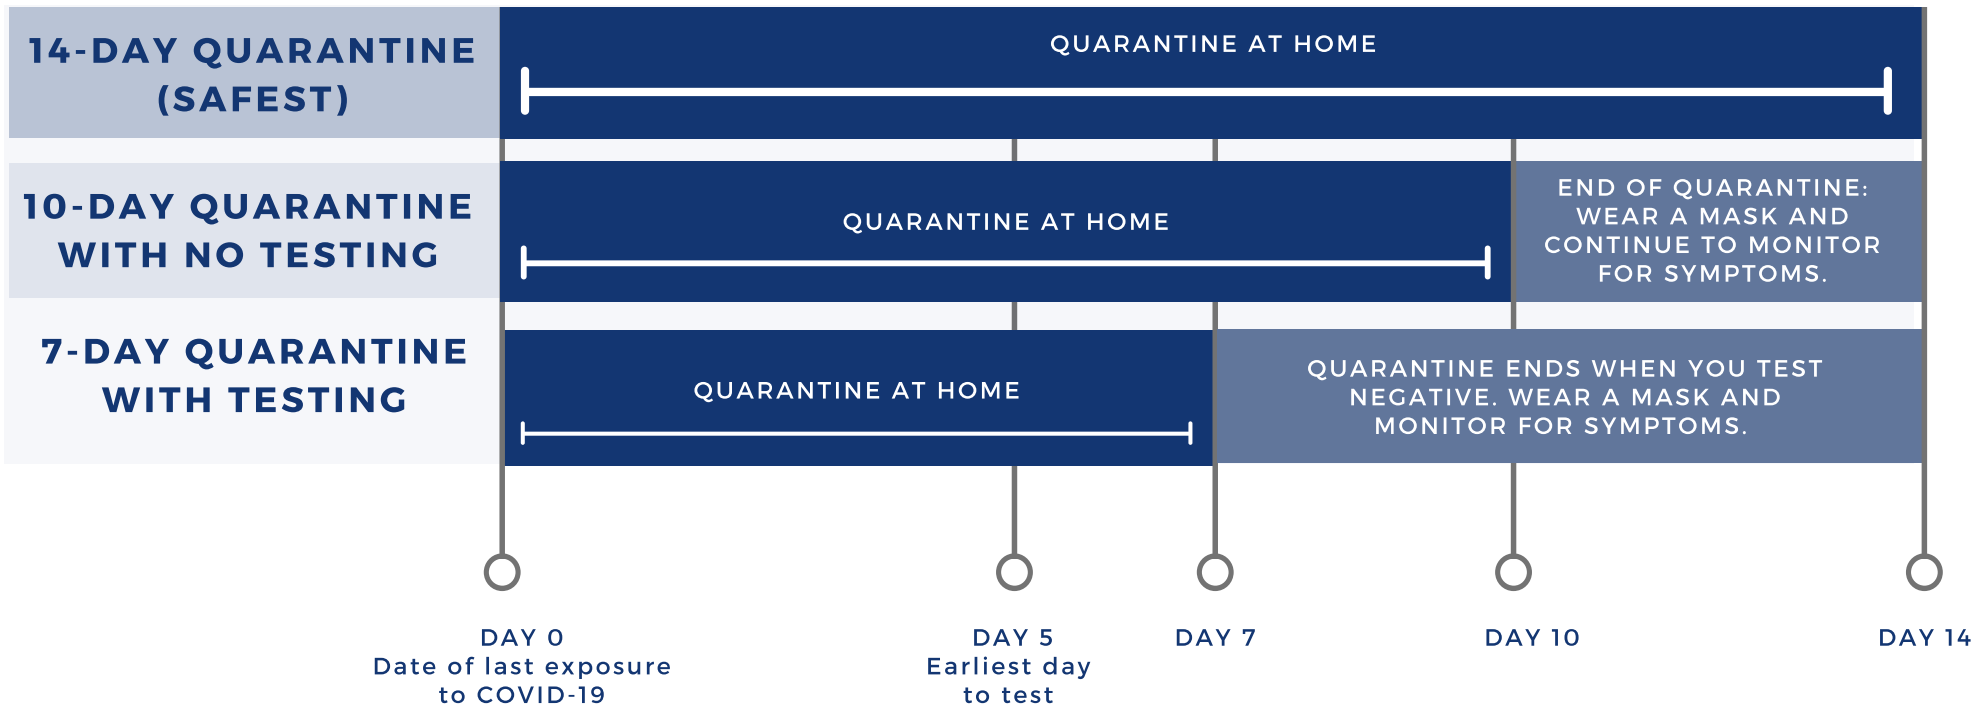 14-DAY QUARANTINE
(SAFEST)
QUARANTINE AT HOME
10-DAY QUARANTINE
WITH NO TESTING
QUARANTINE AT HOME
END OF QUARANTINE:
WEAR A MASK AND
CONTINUE TO MONITOR
FOR SYMPTOMS.
7-DAY QUARANTINE
WITH TESTING
QUARANTINE AT HOME
QUARANTINE ENDS WHEN YOU TEST
NEGATIVE. WEAR A MASK AND
MONITOR FOR SYMPTOMS.
DAY 0
Date of last exposure
to COVID-19
DAY 5
Earliest day
to test
DAY 7
DAY 10
DAY 14